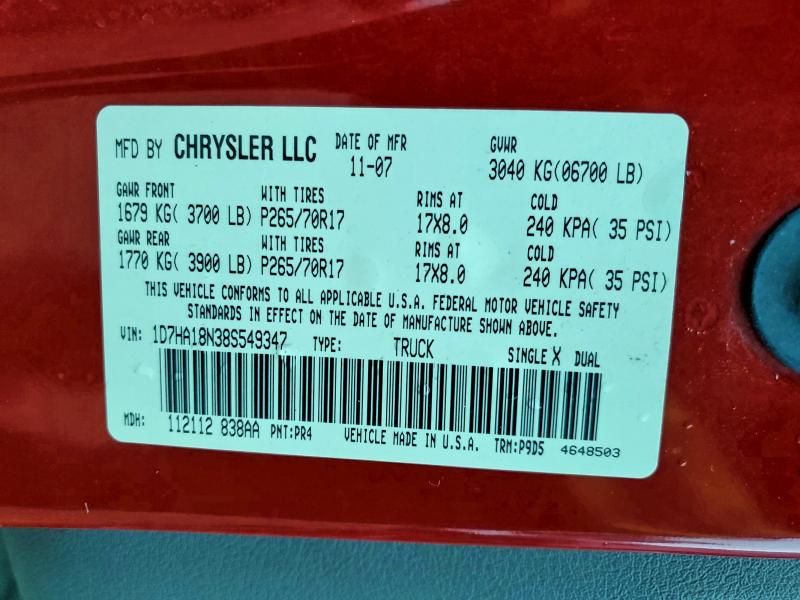 MFD BY CHRYSLER LLC DATE OF MFR 11-07 GVWR 3040 KG(06700 LB)
GAWR FRONT WITH TIRES RIMS AT COLD
1679 KG( 3700 LB) P265/70R17 17X8.0 240 KPA( 35 PSI)
GAWR REAR WITH TIRES RIMS AT COLD
1770 KG( 3900 LB) P265/70R17 17X8.0 240 KPA( 35 PSI)
THIS VEHICLE CONFORMS TO ALL APPLICABLE U.S.A. FEDERAL MOTOR VEHICLE SAFETY
STANDARDS IN EFFECT ON THE DATE OF MANUFACTURE SHOWN ABOVE.
VIN: 1D7HA18N38S549347 TYPE: TRUCK SINGLE X DUAL
MDH: 112112 838AA PNT:PR4 VEHICLE MADE IN U.S.A. TRM:P9D5 4648503